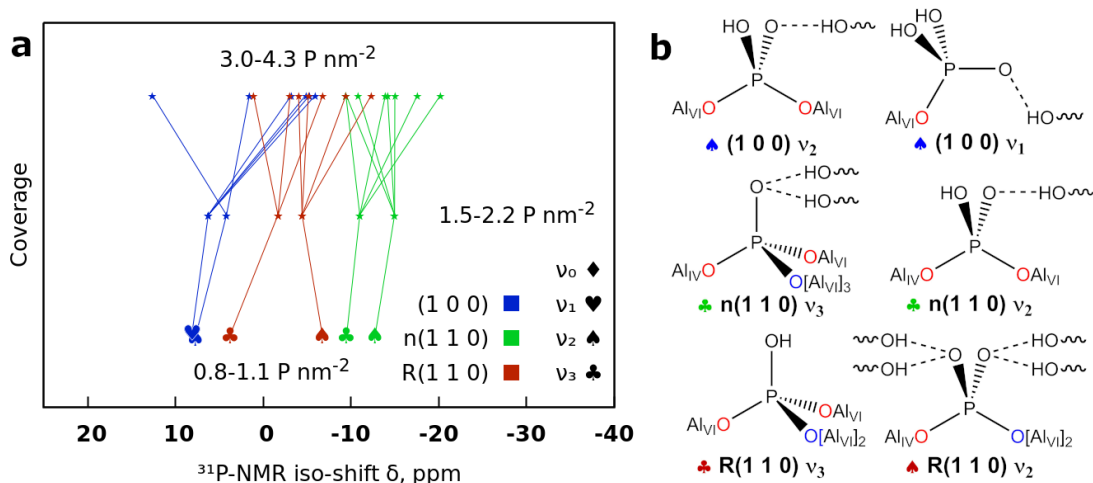 a
3.0-4.3 P nm⁻²
Coverage
1.5-2.2 P nm⁻²
ν₀ ♦
(1 0 0) ν₁ ♥
n(1 1 0) ν₂ ♠
R(1 1 0) ν₃ ♣
0.8-1.1 P nm⁻²
20 10 0 -10 -20 -30 -40
³¹P-NMR iso-shift δ, ppm
b
HO O HO
P
Al_VI O OAl_VI
♠ (1 0 0) ν₂
HO
HO
P O
Al_VI O HO
♠ (1 0 0) ν₁
O HO
HO
P
Al_IV O OAl_VI
O[Al_VI]₃
♣ n(1 1 0) ν₃
HO O HO
P
Al_IV O OAl_VI
♣ n(1 1 0) ν₂
OH
P
Al_VI O OAl_VI
O[Al_VI]₂
♣ R(1 1 0) ν₃
OH HO
OH O O HO
P
Al_IV O O[Al_VI]₂
♠ R(1 1 0) ν₂